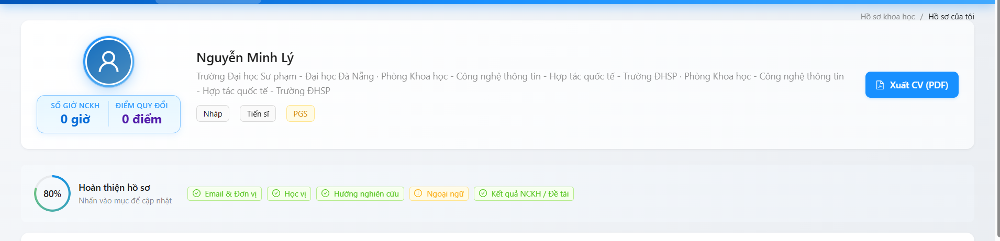 Hồ sơ khoa học / Hồ sơ của tôi
Nguyễn Minh Lý
Trường Đại học Sư phạm - Đại học Đà Nẵng · Phòng Khoa học - Công nghệ thông tin - Hợp tác quốc tế - Trường ĐHSP · Phòng Khoa học - Công nghệ thông tin
- Hợp tác quốc tế - Trường ĐHSP
Xuất CV (PDF)
SỐ GIỜ NCKH ĐIỂM QUY ĐỔI
0 giờ 0 điểm
Nháp Tiến sĩ PGS
80%
Hoàn thiện hồ sơ
Nhấn vào mục để cập nhật
Email & Đơn vị Học vị Hướng nghiên cứu Ngoại ngữ Kết quả NCKH / Đề tài